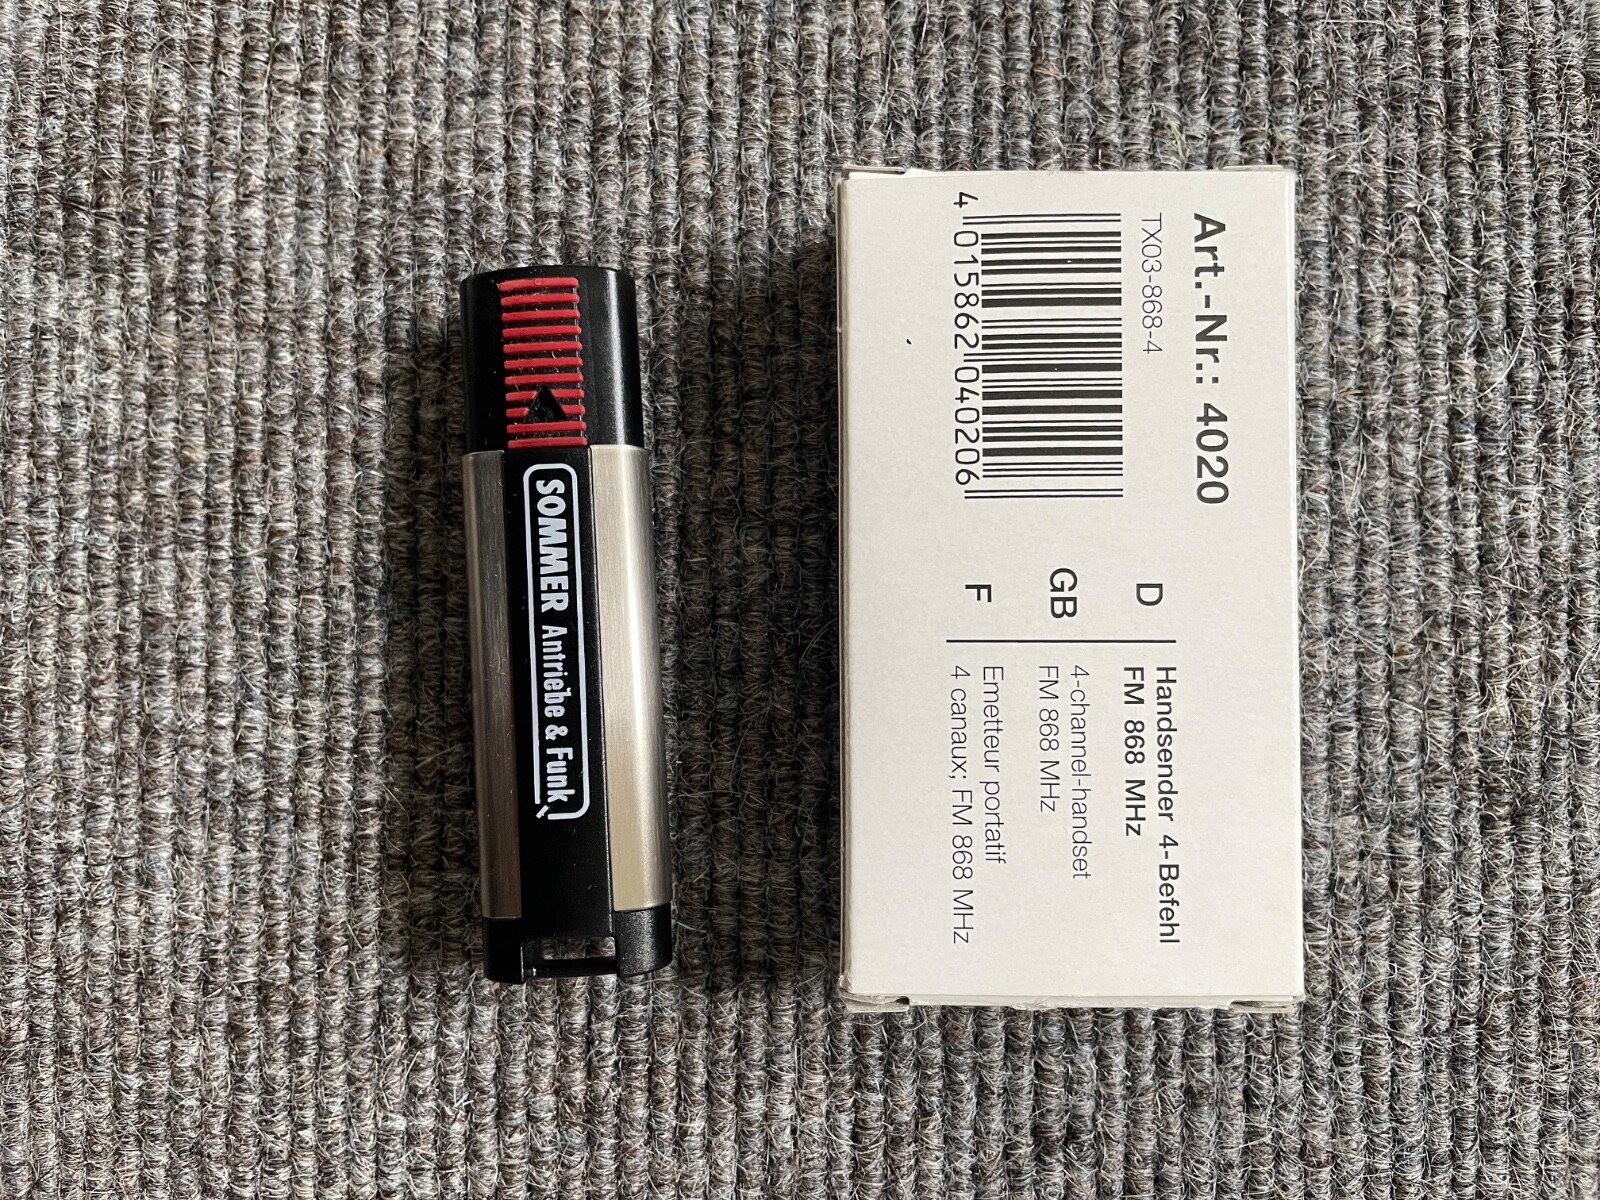 SOMMER Antriebe & Funk
Art.-Nr.: 4020
TX03-868-4
4 015862 040206
D
Handsender 4-Befehl
FM 868 MHz
GB
4-channel-handset
FM 868 MHz
F
Emetteur portatif
4 canaux; FM 868 MHz